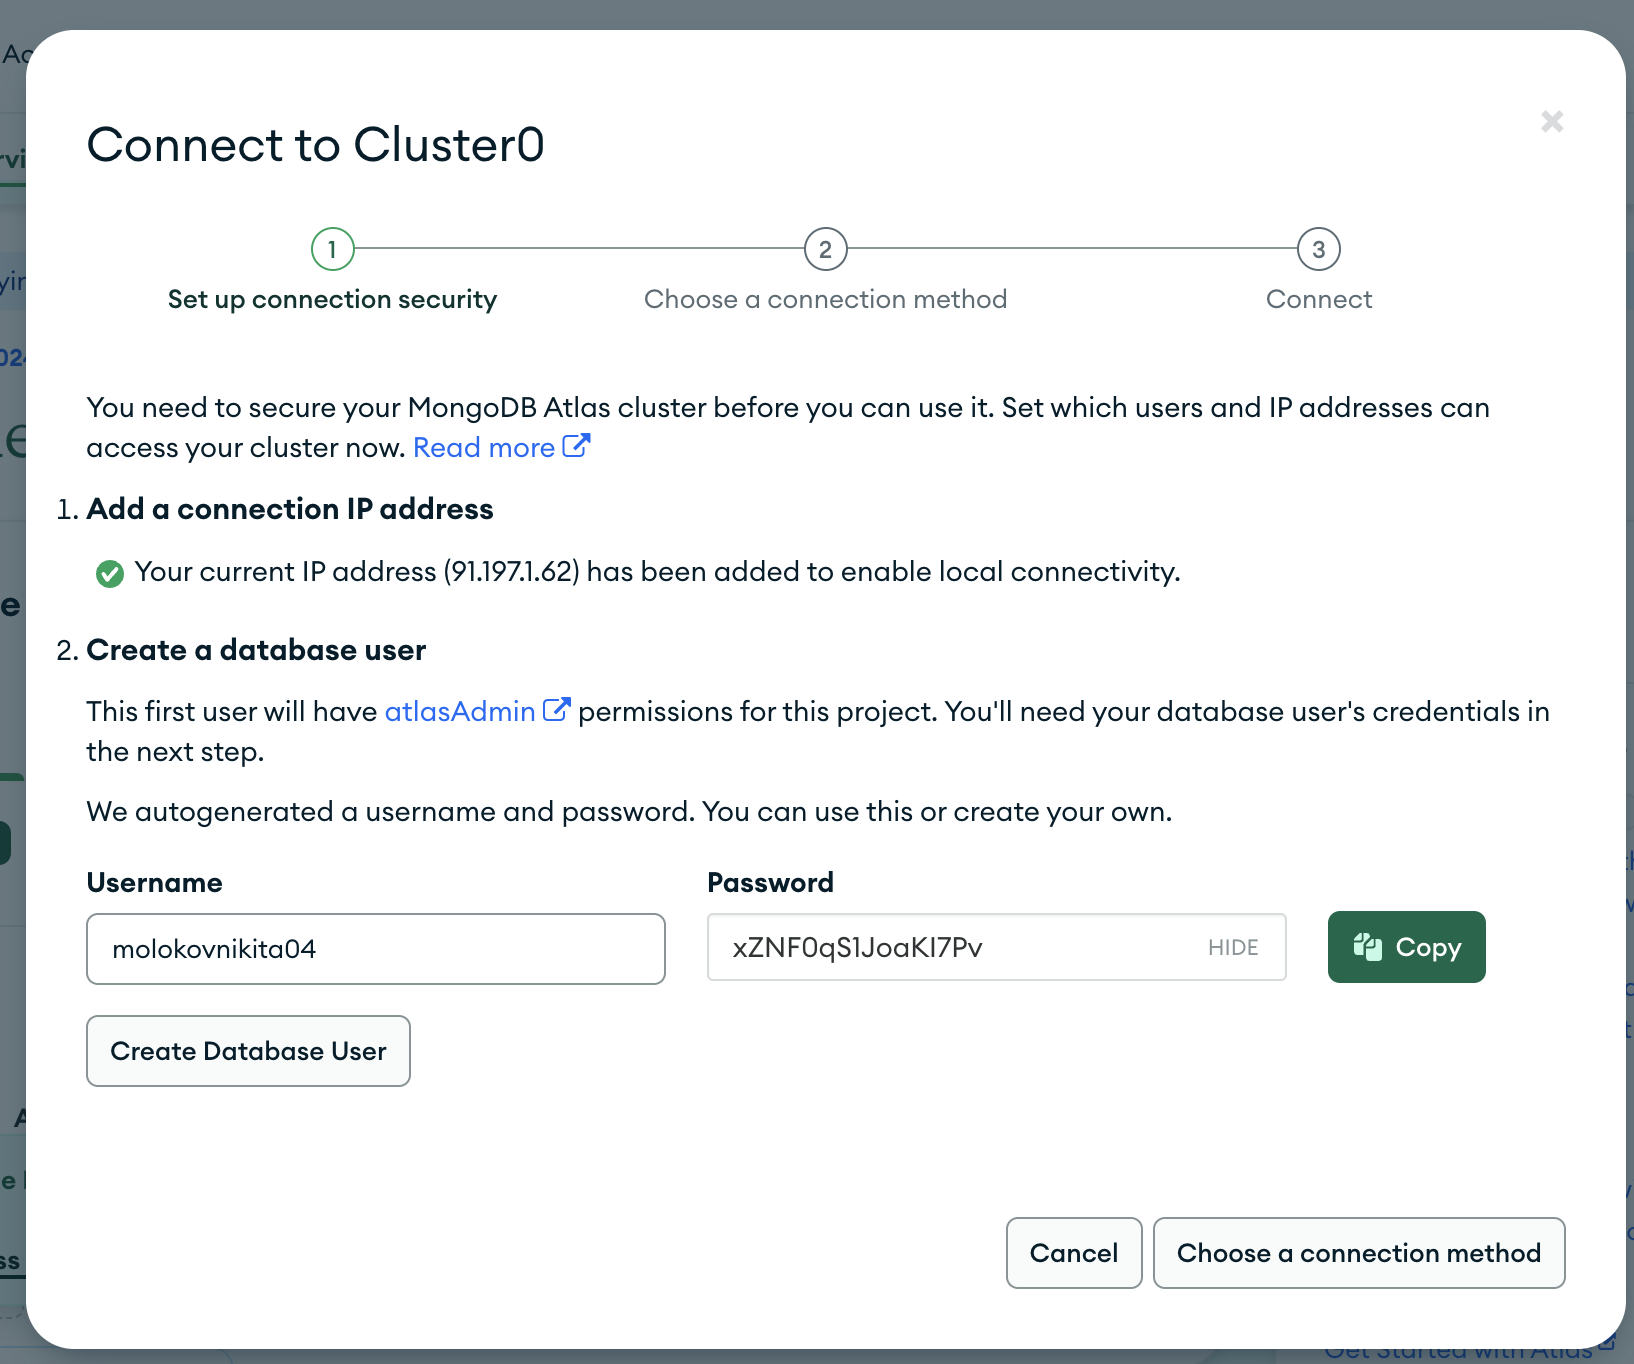 Connect to Cluster0
1
2
3
Set up connection security
Choose a connection method
Connect
You need to secure your MongoDB Atlas cluster before you can use it. Set which users and IP addresses can
access your cluster now. Read more
1. Add a connection IP address
Your current IP address (91.197.1.62) has been added to enable local connectivity.
2. Create a database user
This first user will have atlasAdmin permissions for this project. You'll need your database user's credentials in
the next step.
We autogenerated a username and password. You can use this or create your own.
Username
Password
molokovnikita04
xZNF0qS1JoaKI7Pv
HIDE
Copy
Create Database User
Cancel
Choose a connection method
Get Started with Atlas